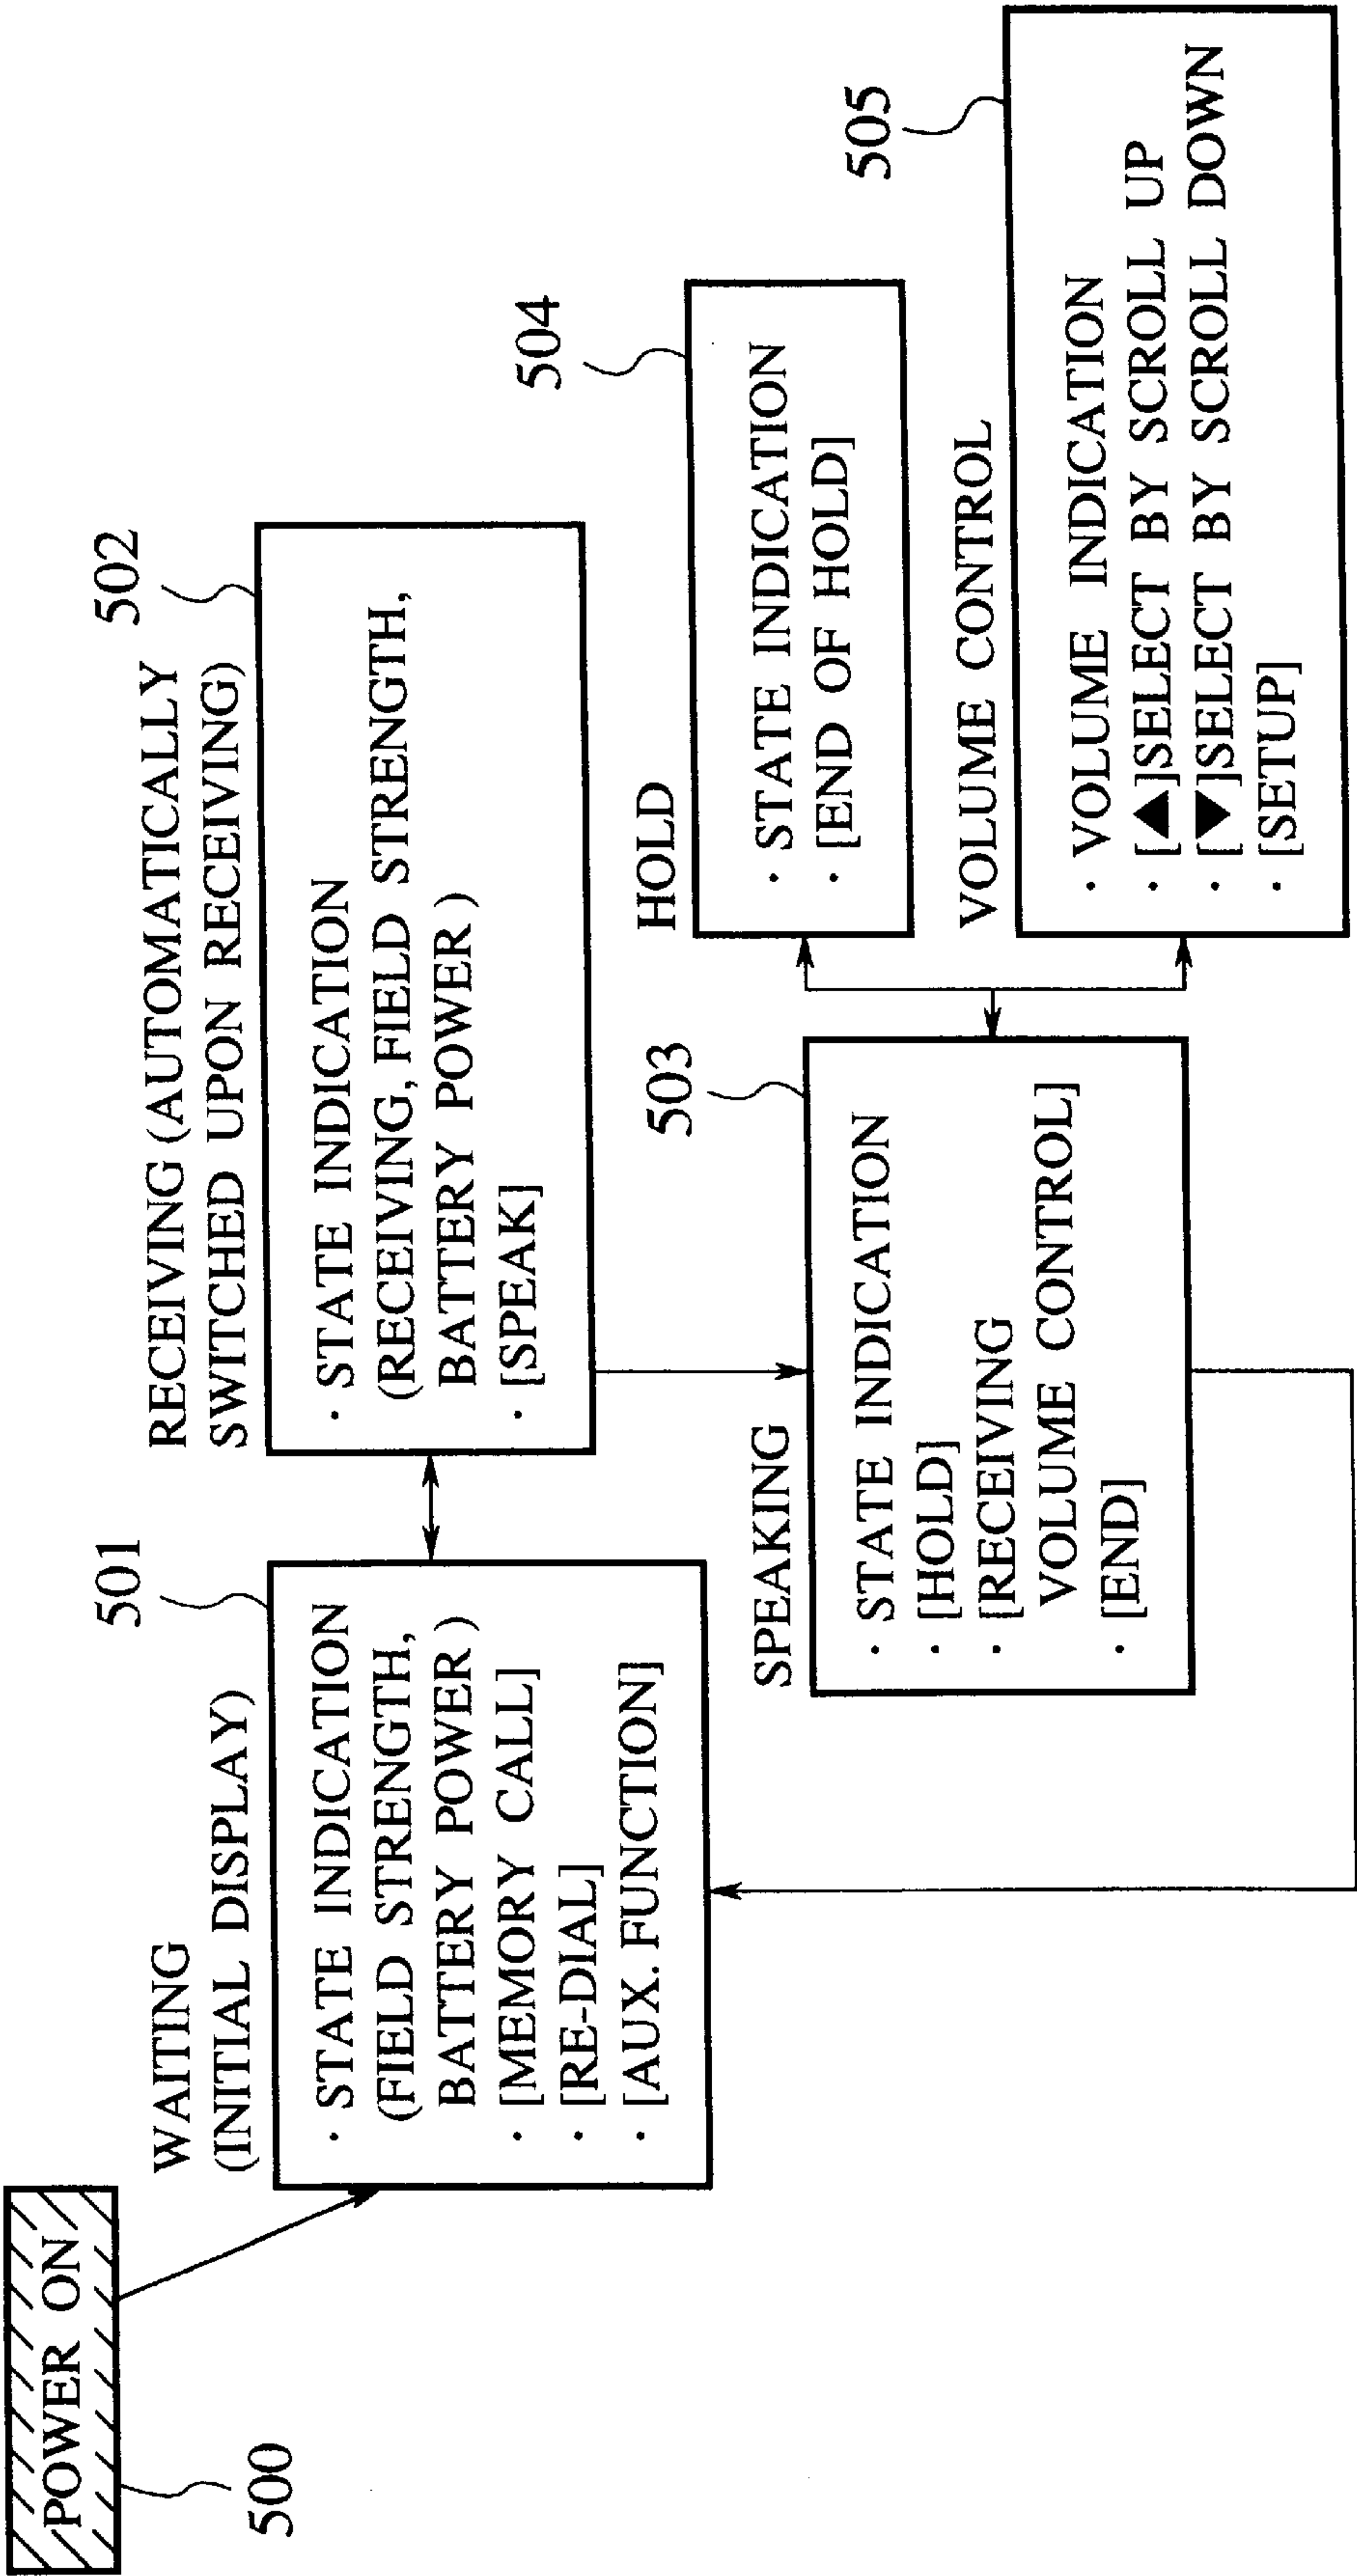 POWER ON
500
WAITING
(INITIAL DISPLAY)
501
· STATE INDICATION
(FIELD STRENGTH,
BATTERY POWER )
· [MEMORY CALL]
· [RE-DIAL]
· [AUX. FUNCTION]
RECEIVING (AUTOMATICALLY
SWITCHED UPON RECEIVING)
502
· STATE INDICATION
(RECEIVING, FIELD STRENGTH,
BATTERY POWER )
· [SPEAK]
SPEAKING
503
· STATE INDICATION
· [HOLD]
· [RECEIVING
VOLUME CONTROL]
· [END]
HOLD
504
· STATE INDICATION
· [END OF HOLD]
VOLUME CONTROL
505
· VOLUME INDICATION
· [▲]SELECT BY SCROLL UP
· [▼]SELECT BY SCROLL DOWN
· [SETUP]